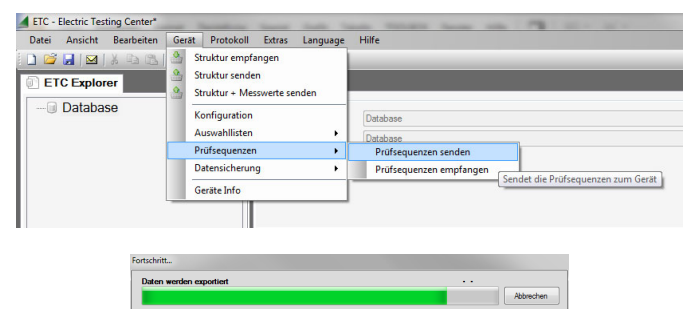 ETC - Electric Testing Center*
Datei Ansicht Bearbeiten Gerät Protokoll Extras Language Hilfe
Struktur empfangen
ETC Explorer
Struktur senden
Struktur + Messwerte senden
Database
Konfiguration
Database
Auswahllisten
Database
Prüfsequenzen
Prüfsequenzen senden
Datensicherung
Prüfsequenzen empfangen
Sendet die Prüfsequenzen zum Gerät
Geräte Info
Fortschritt...
Daten werden exportiert
Abbrechen